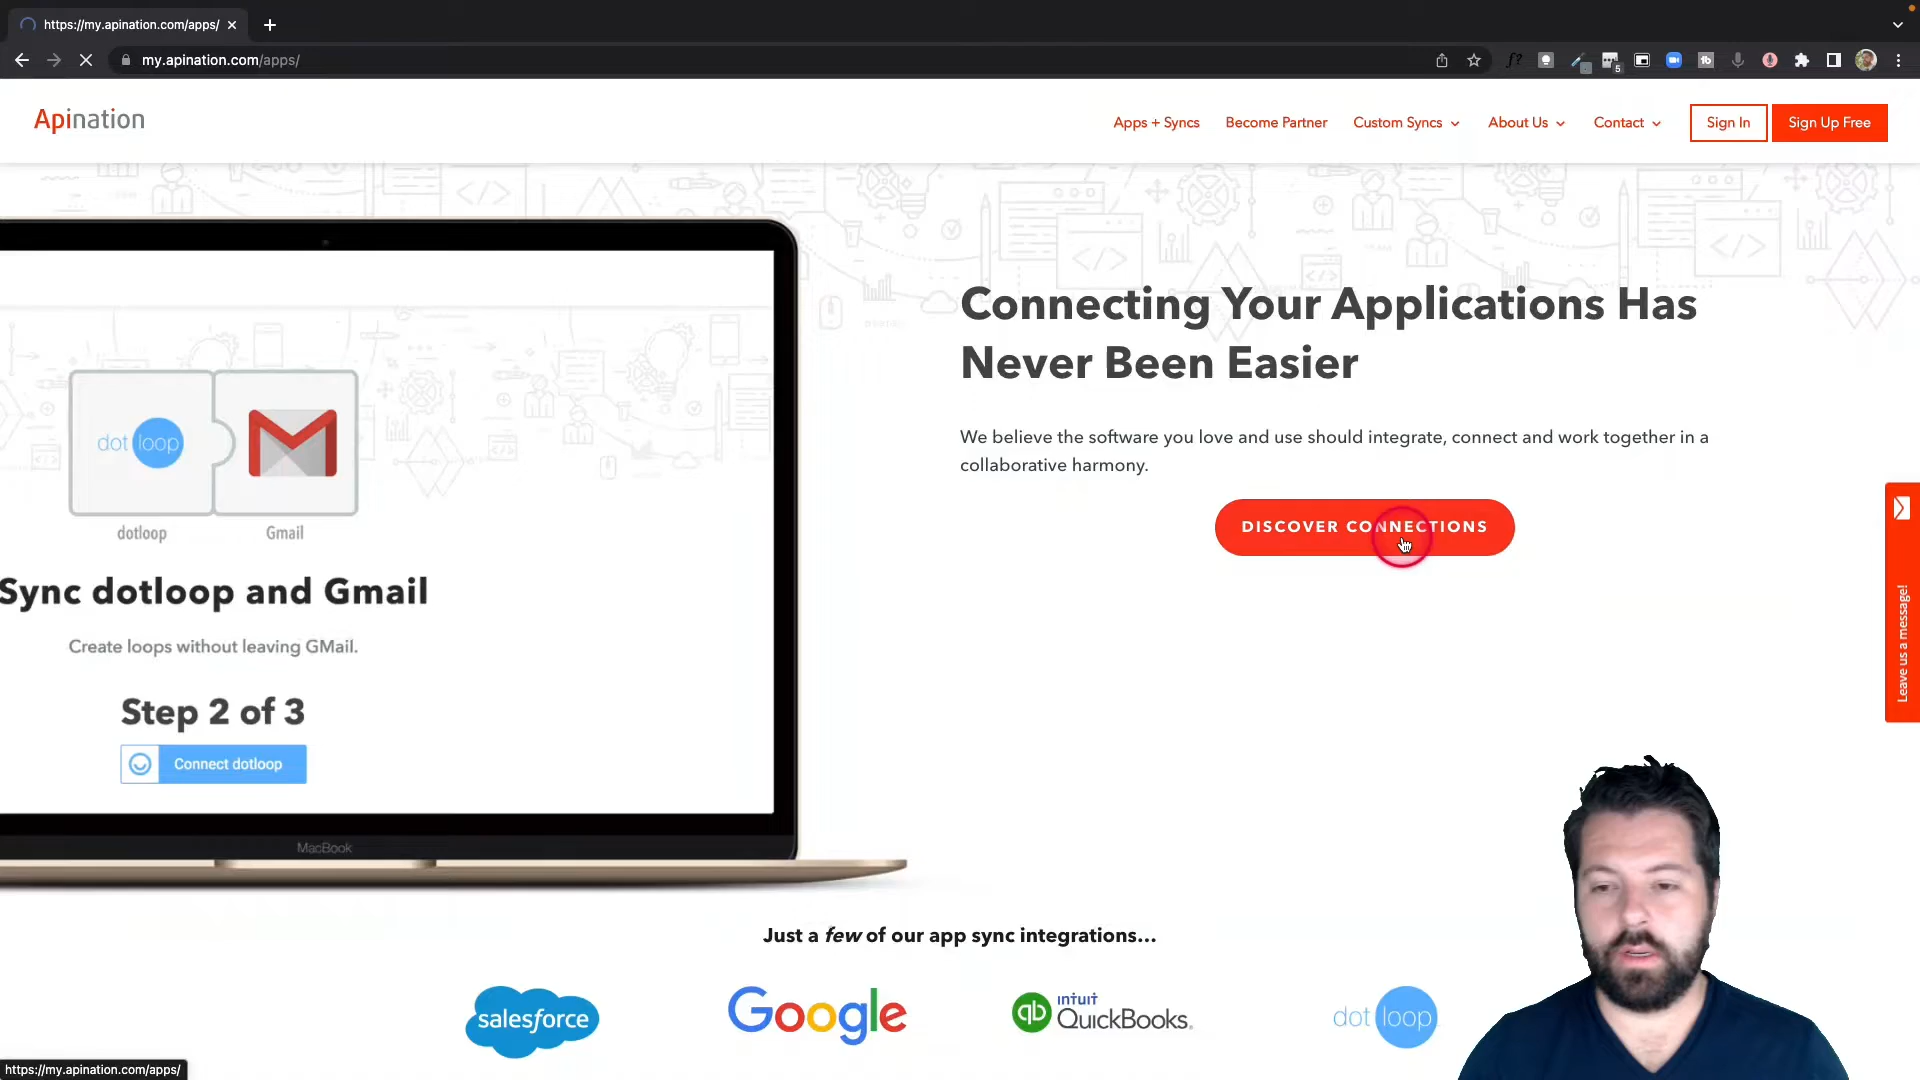 https://my.apination.com/apps/
my.apination.com/apps/
5
Apination
Apps + Syncs
Become Partner
Custom Syncs
About Us
Contact
Sign In
Sign Up Free
Connecting Your Applications Has
Never Been Easier
We believe the software you love and use should integrate, connect and work together in a
collaborative harmony.
DISCOVER CONNECTIONS
dot loop
dotloop
Gmail
Sync dotloop and Gmail
Create loops without leaving GMail.
Step 2 of 3
Connect dotloop
MacBook
Leave us a message!
Just a few of our app sync integrations...
salesforce
Google
qb
intuit
QuickBooks.
dot loop
https://my.apination.com/apps/